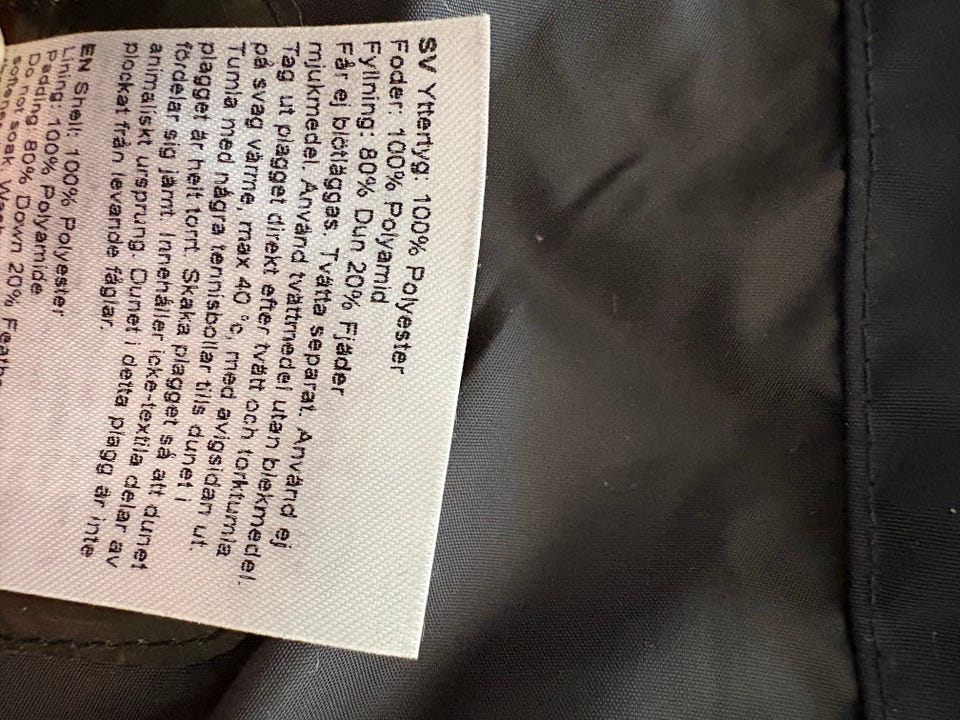 SV Yttertyg: 100% Polyester
Foder: 100% Polyamid
Fyllning: 80% Dun 20% Fjäder
Får ej blötläggas. Tvätta separat. Använd ej
mjukmedel. Använd tvättmedel utan blekmedel.
Tag ut plagget direkt efter tvätt och torktumla
på svag värme, max 40 °c, med avigsidan ut.
Tumla med några tennisbollar tills dunet i
plagget är helt torrt. Skaka plagget så att dunet
fördelar sig jämt. Innehåller icke-textila delar av
animaliskt ursprung. Dunet i detta plagg är inte
plockat från levande fåglar.
EN Shell: 100% Polyester
Lining: 100% Polyamide
Padding: 80% Down 20%
Do not soak.